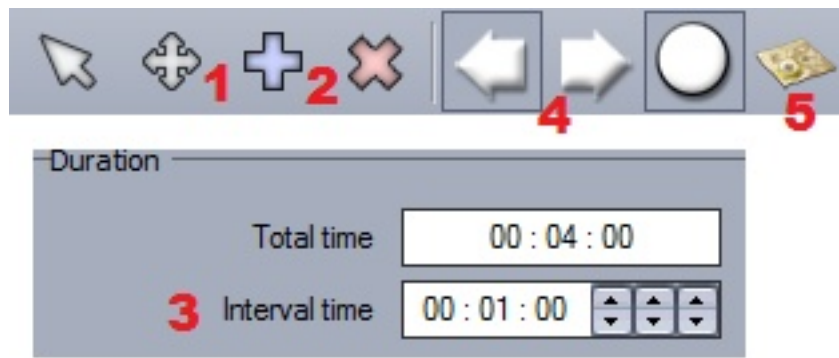 1 2 4 5
Duration
Total time 00 : 04 : 00
3 Interval time 00 : 01 : 00